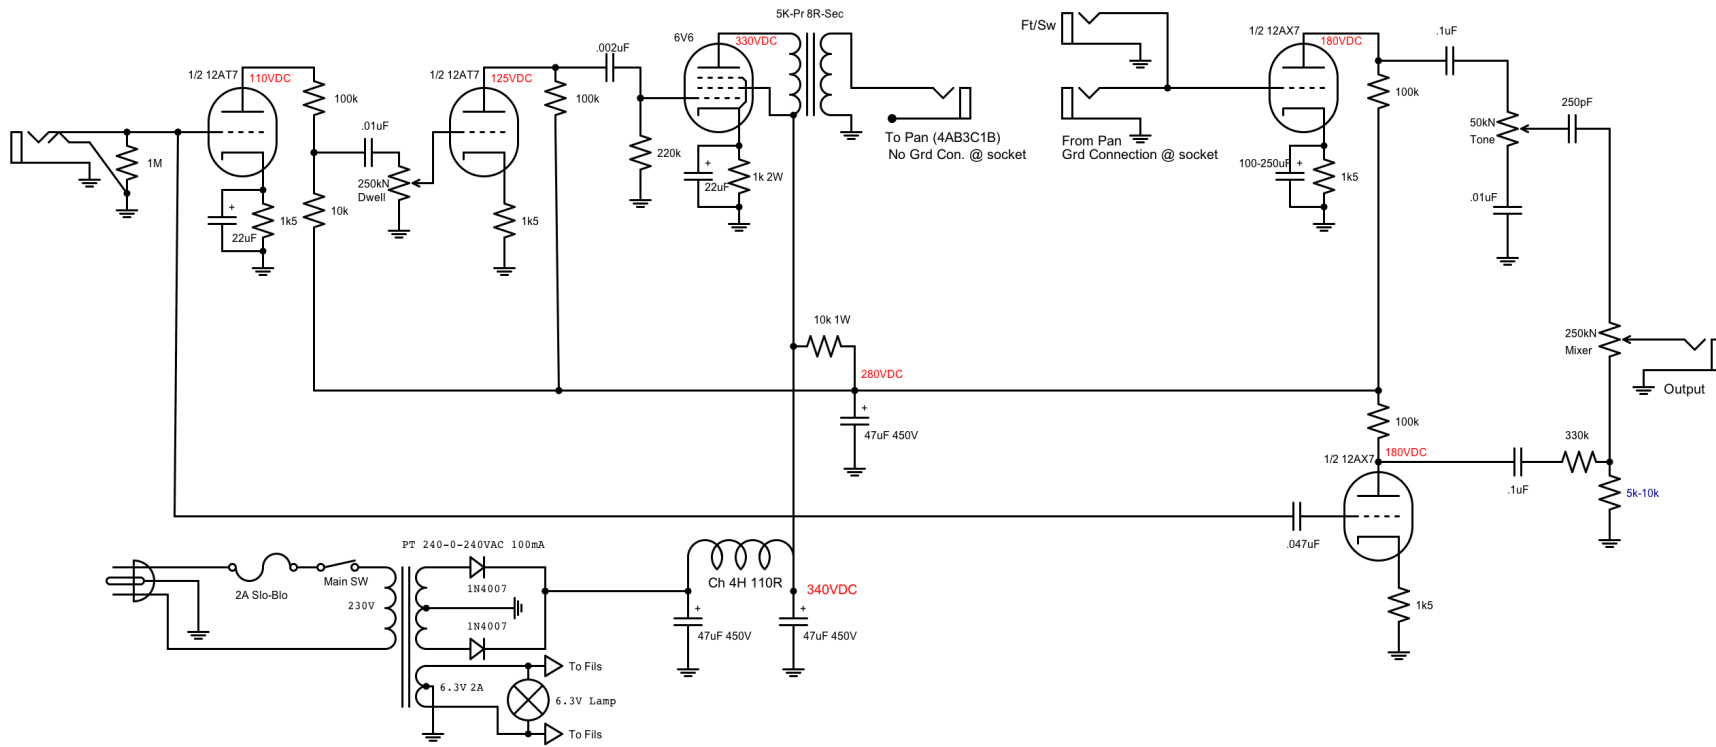 5K-Pr 8R-Sec
Ft/Sw
6V6
330VDC
1/2 12AX7
180VDC
.1uF
.002uF
1/2 12AT7
110VDC
1/2 12AT7
125VDC
100k
100k
100k
250pF
.01uF
50kN
Tone
To Pan (4AB3C1B)
No Grd Con. @ socket
From Pan
Grd Connection @ socket
1M
220k
250kN
Dwell
+
22uF
1k 2W
100-250uF
+
1k5
.01uF
+
22uF
1k5
10k
1k5
10k 1W
250kN
Mixer
280VDC
Output
+
47uF 450V
100k
330k
1/2 12AX7
180VDC
.1uF
5k-10k
.047uF
PT 240-0-240VAC 100mA
Main SW
2A Slo-Blo
230V
1N4007
1N4007
Ch 4H 110R
340VDC
+
47uF 450V
+
47uF 450V
1k5
To Fils
6.3V 2A
6.3V Lamp
To Fils